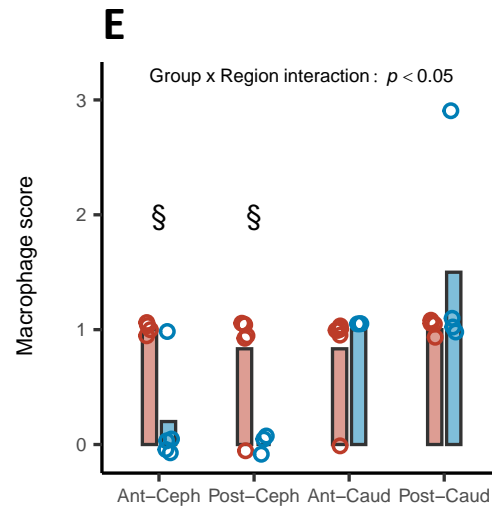 E
Group x Region interaction : p < 0.05
Macrophage score
3
2
1
0
§
§
Ant−Ceph
Post−Ceph
Ant−Caud
Post−Caud